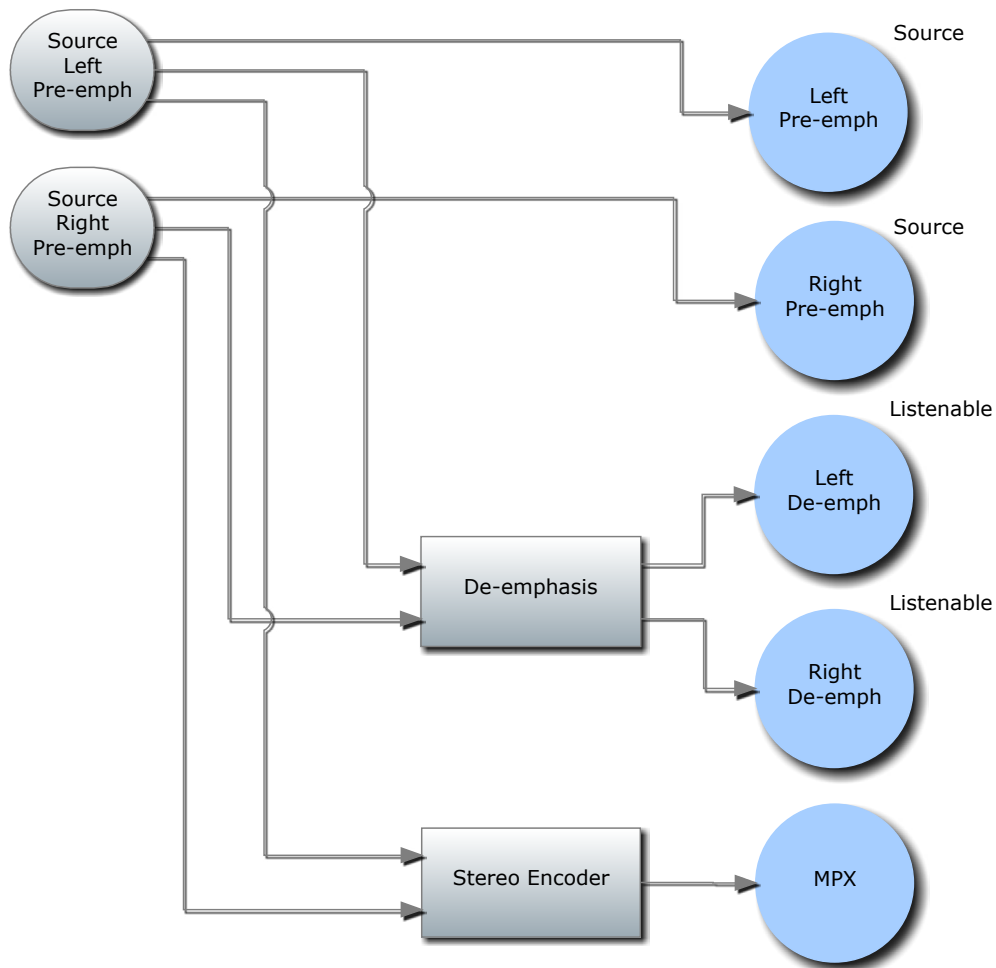 Source
Left
Pre-emph
Source
Left
Pre-emph
Source
Right
Pre-emph
Source
Right
Pre-emph
Listenable
Left
De-emph
De-emphasis
Listenable
Right
De-emph
Stereo Encoder
MPX